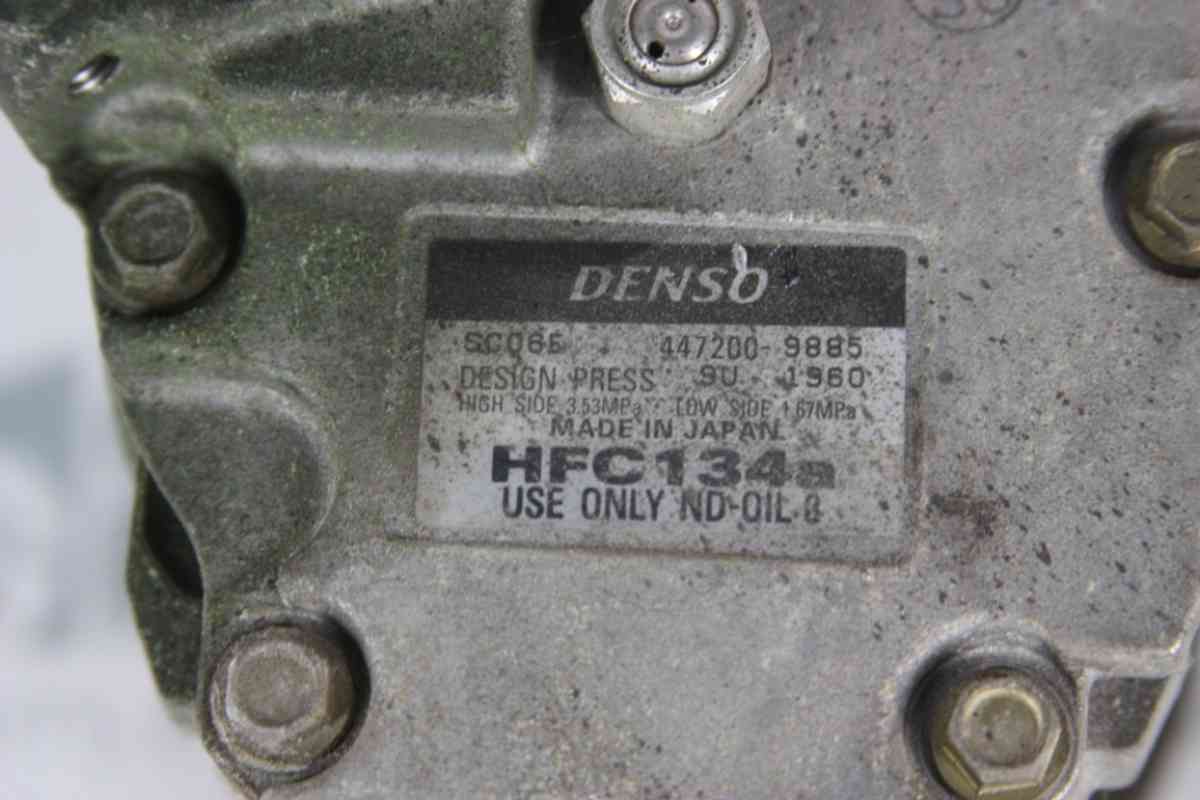 DENSO
SC06E 447200-9885
DESIGN PRESS 9U 1960
HIGH SIDE 3.53MPa LOW SIDE 1.67MPa
MADE IN JAPAN
HFC134a
USE ONLY ND-OIL 8